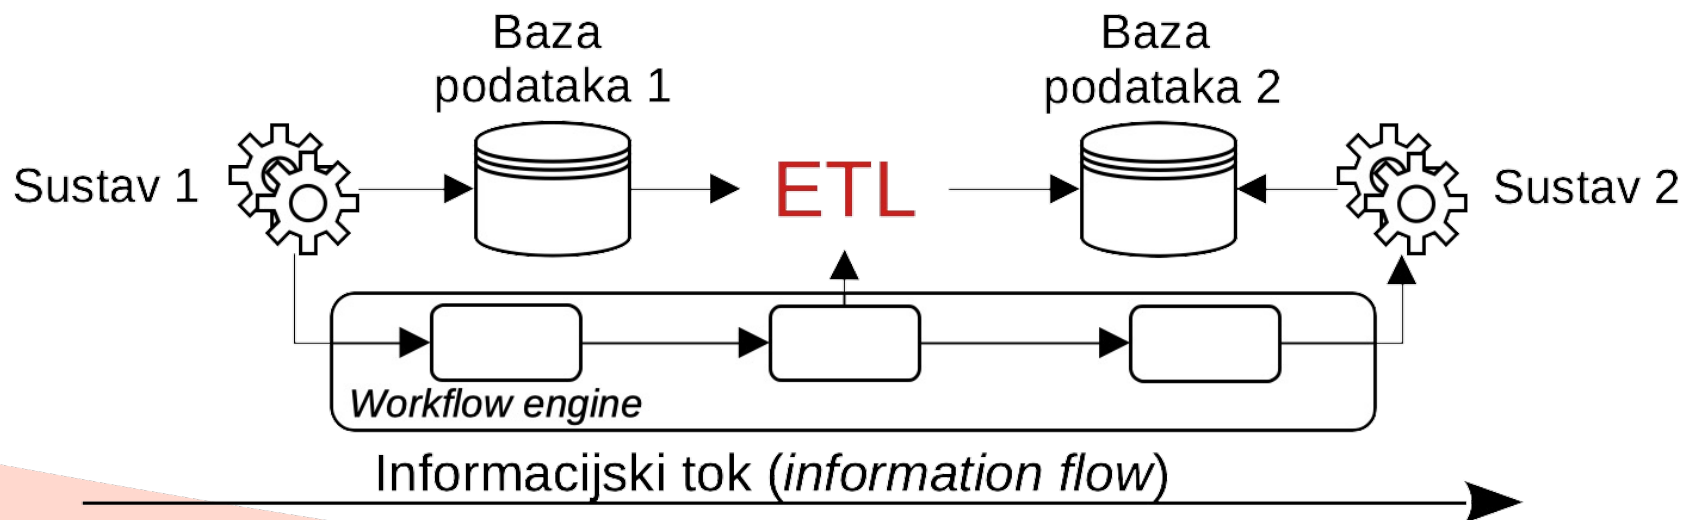 Baza
podataka 1
Baza
podataka 2
Sustav 1
ETL
Sustav 2
Workflow engine
Informacijski tok (information flow)